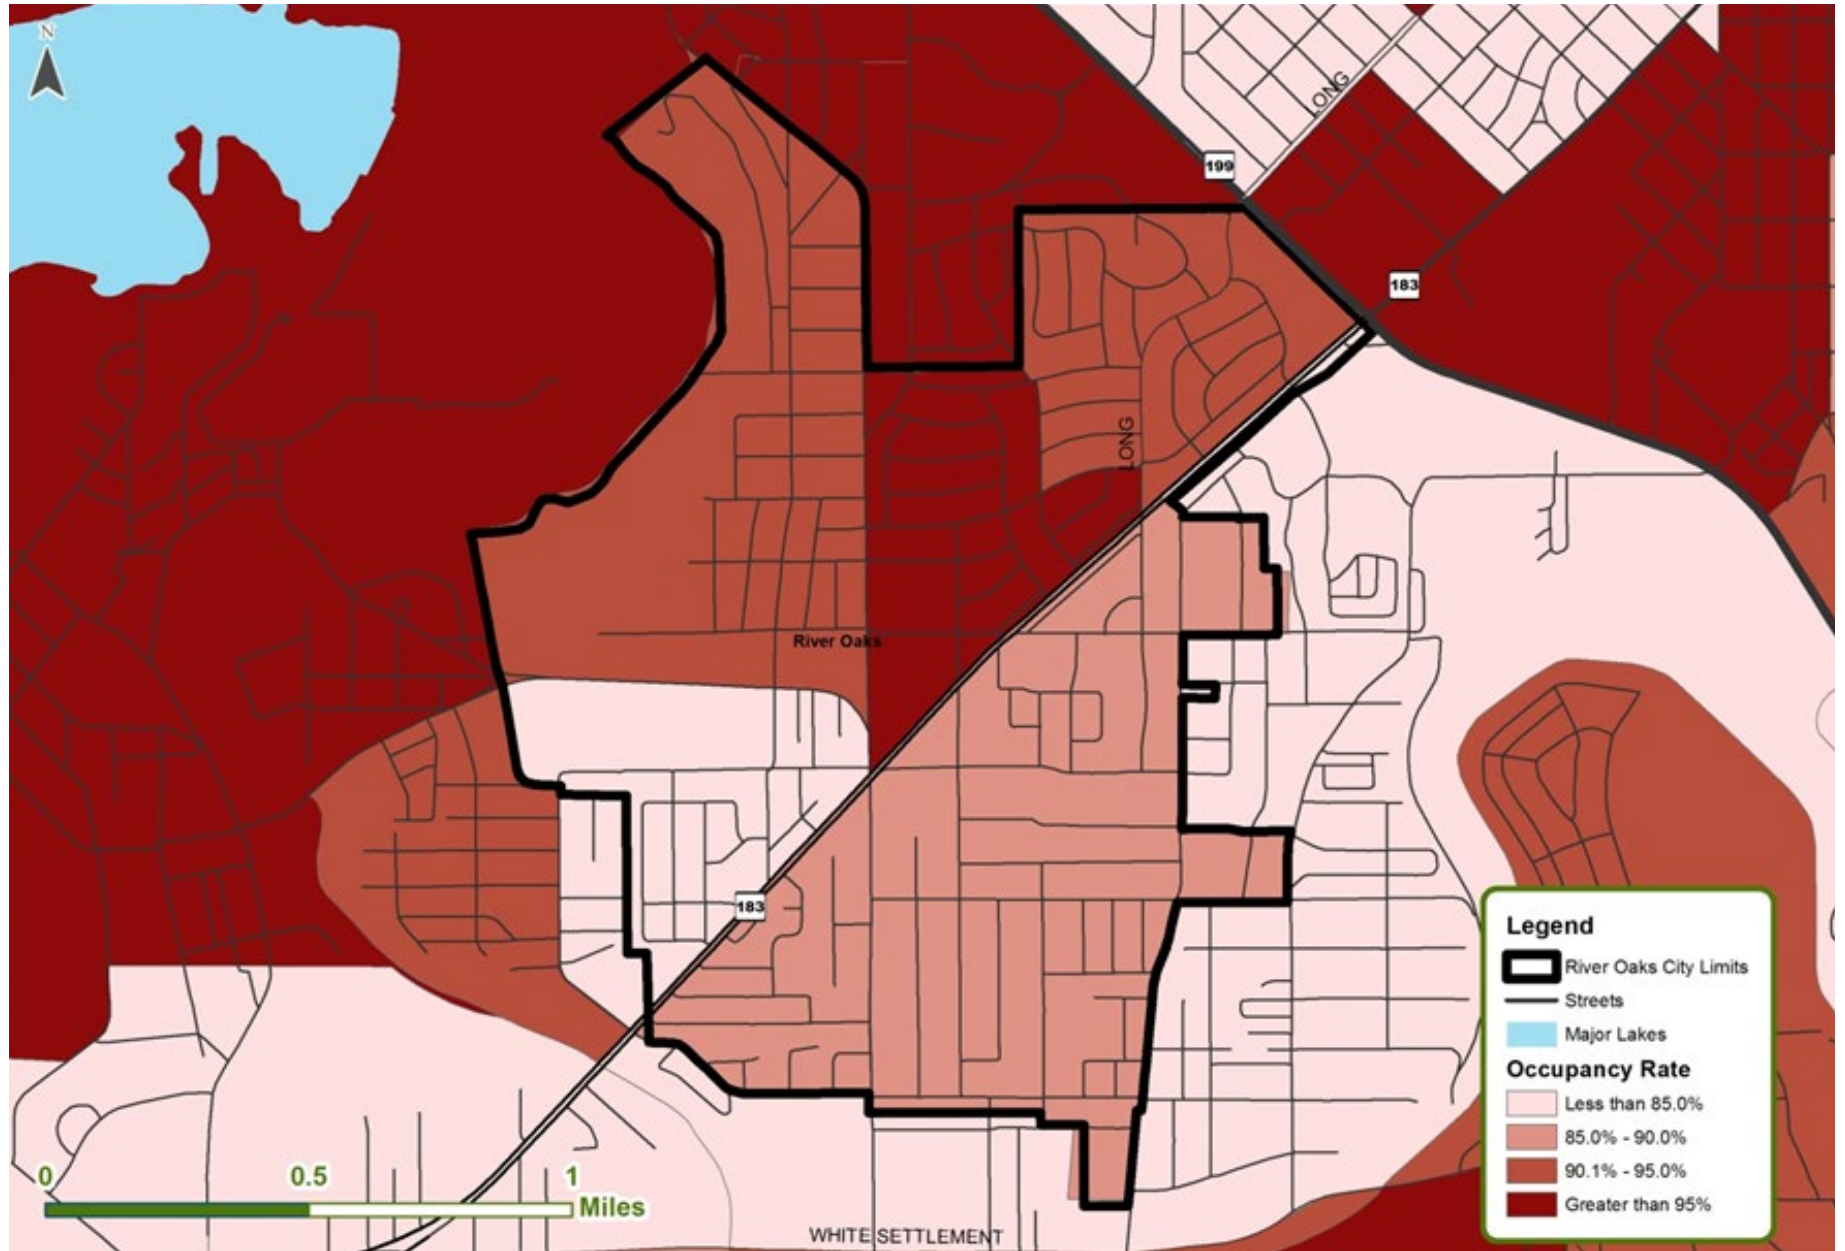 N
LONG
199
183
LONG
River Oaks
183
Legend
River Oaks City Limits
Streets
Major Lakes
Occupancy Rate
Less than 85.0%
85.0% - 90.0%
90.1% - 95.0%
Greater than 95%
0 0.5 1
Miles
WHITE SETTLEMENT